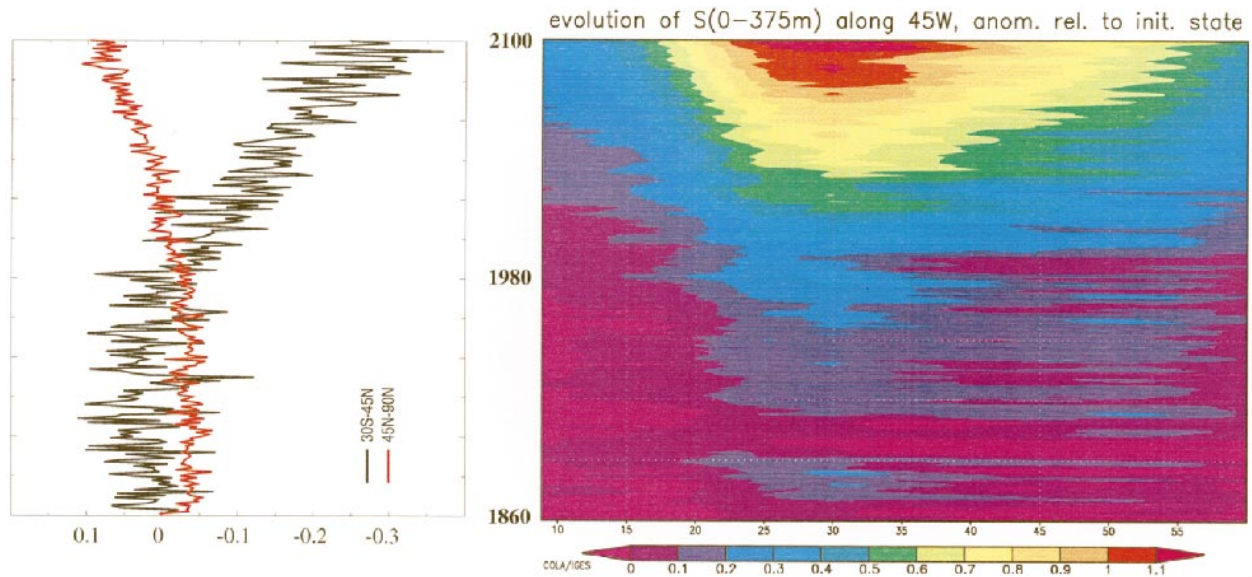 evolution of S(0-375m) along 45W, anom. rel. to init. state
2100
1980
1860
30S-45N
45N-90N
0.1 0 -0.1 -0.2 -0.3
10 15 20 25 30 35 40 45 50 55
COLA/IGES
0 0.1 0.2 0.3 0.4 0.5 0.6 0.7 0.8 0.9 1 1.1